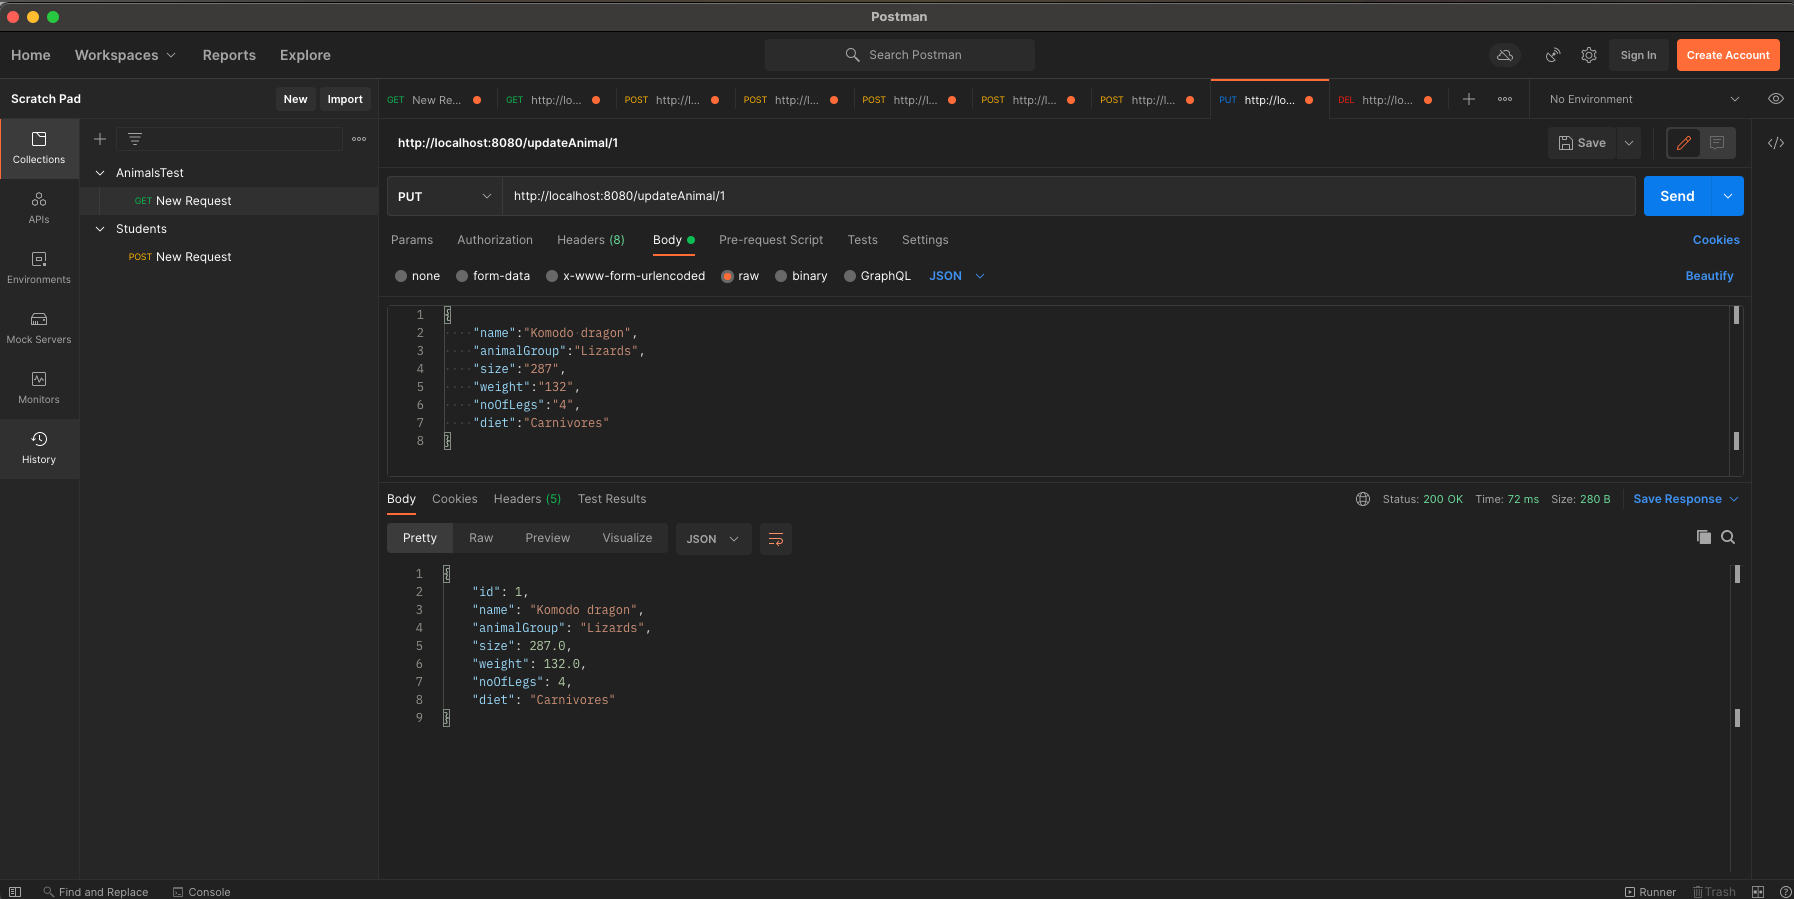 Postman
Home Workspaces Reports Explore Search Postman Sign In Create Account
Scratch Pad New Import GET New Re... GET http://lo... POST http://l... POST http://l... POST http://l... POST http://l... POST http://l... PUT http://lo... DEL http://lo... No Environment
Collections
APIs
Environments
Mock Servers
Monitors
History
AnimalsTest
GET New Request
Students
POST New Request
http://localhost:8080/updateAnimal/1 Save
PUT http://localhost:8080/updateAnimal/1 Send
Params Authorization Headers (8) Body Pre-request Script Tests Settings Cookies
none form-data x-www-form-urlencoded raw binary GraphQL JSON Beautify
1 {
2 "name":"Komodo dragon",
3 "animalGroup":"Lizards",
4 "size":"287",
5 "weight":"132",
6 "noOfLegs":"4",
7 "diet":"Carnivores"
8 }
Body Cookies Headers (5) Test Results Status: 200 OK Time: 72 ms Size: 280 B Save Response
Pretty Raw Preview Visualize JSON
1 {
2 "id": 1,
3 "name": "Komodo dragon",
4 "animalGroup": "Lizards",
5 "size": 287.0,
6 "weight": 132.0,
7 "noOfLegs": 4,
8 "diet": "Carnivores"
9 }
Find and Replace Console Runner Trash